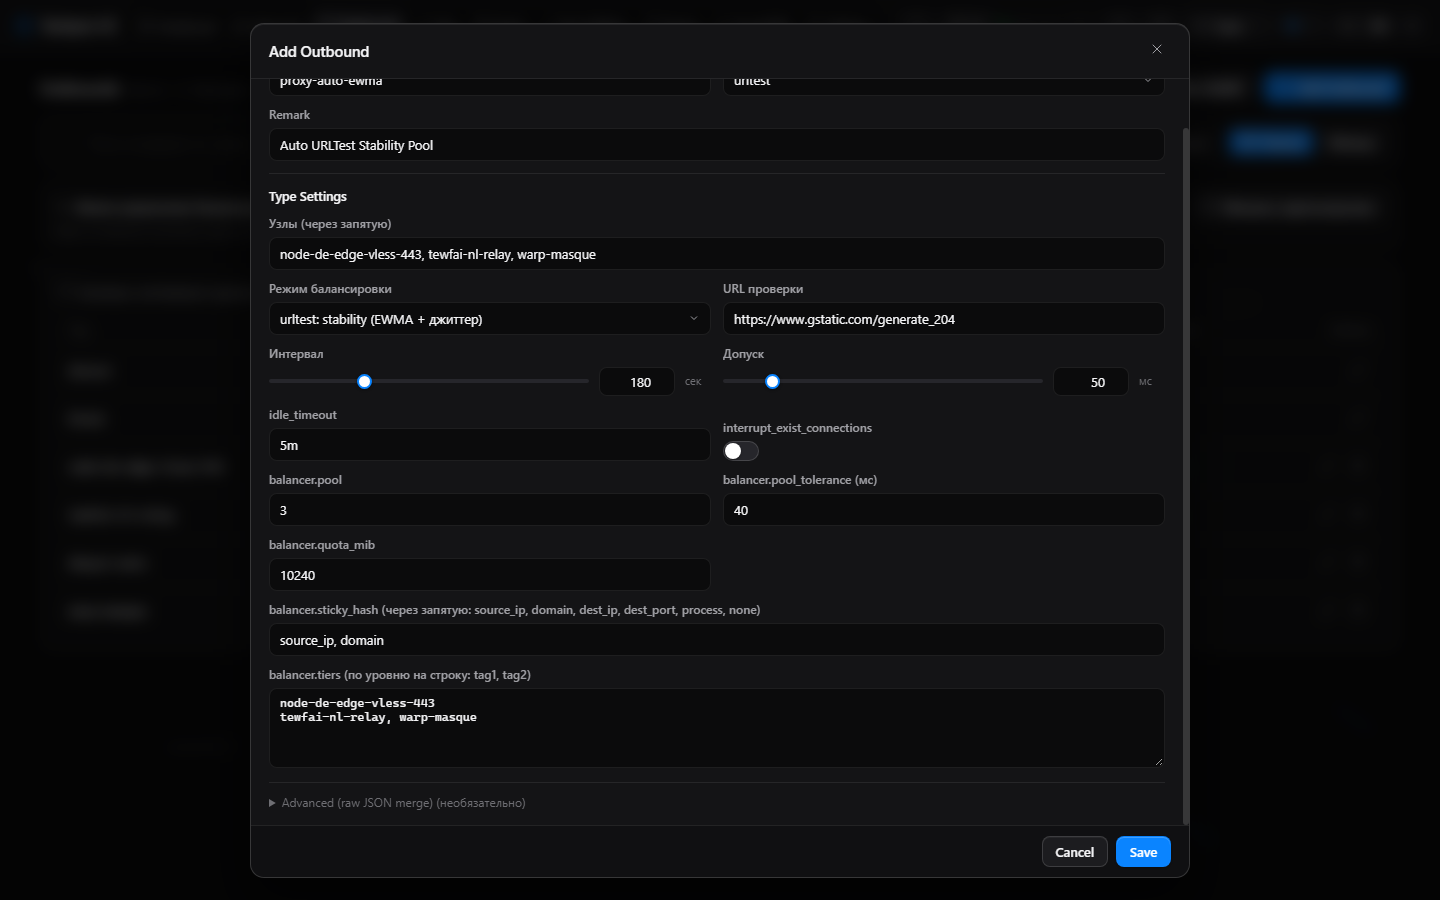 Add Outbound
proxy-auto-ewma
urltest
Remark
Auto URLTest Stability Pool
Type Settings
Узлы (через запятую)
node-de-edge-vless-443, tewfai-nl-relay, warp-masque
Режим балансировки
URL проверки
urltest: stability (EWMA + джиттер)
https://www.gstatic.com/generate_204
Интервал
Допуск
180 сек
50 мс
idle_timeout
interrupt_exist_connections
5m
balancer.pool
balancer.pool_tolerance (мс)
3
40
balancer.quota_mib
10240
balancer.sticky_hash (через запятую: source_ip, domain, dest_ip, dest_port, process, none)
source_ip, domain
balancer.tiers (по уровню на строку: tag1, tag2)
node-de-edge-vless-443
tewfai-nl-relay, warp-masque
Advanced (raw JSON merge) (необязательно)
Cancel
Save